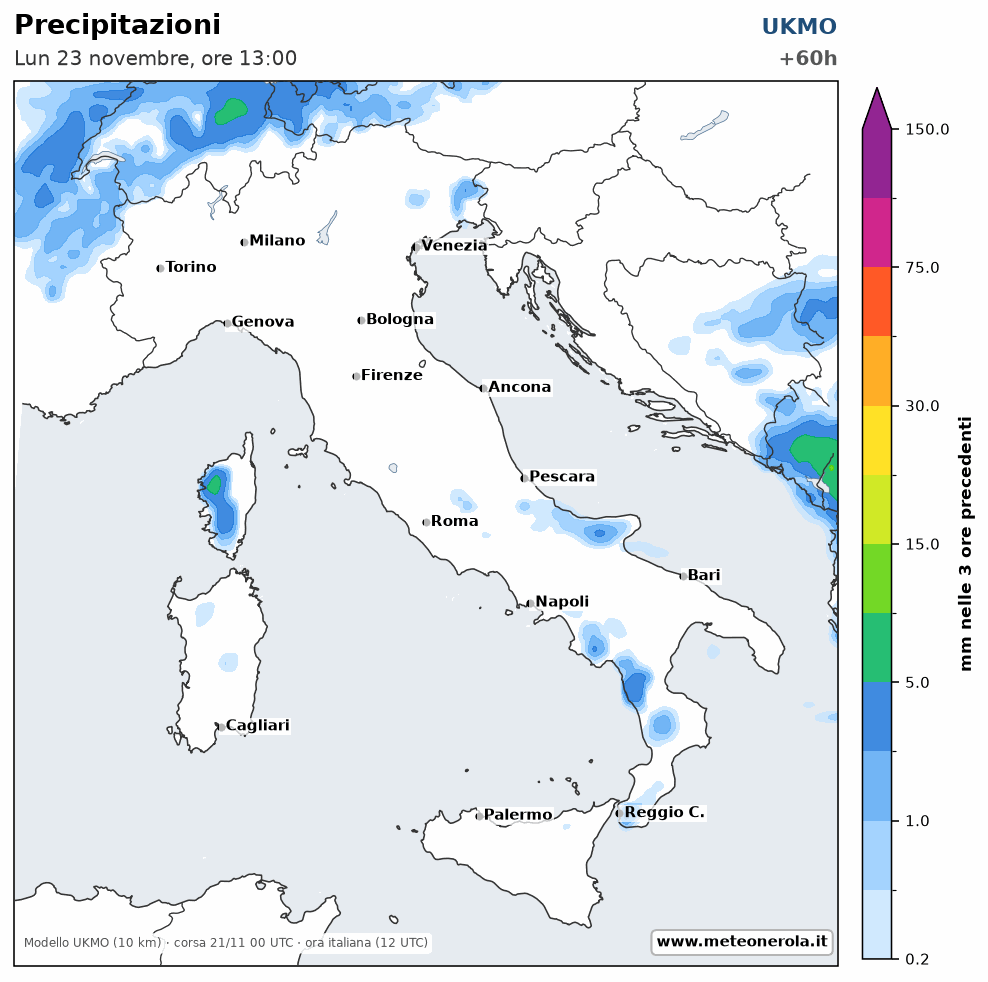 Precipitazioni
UKMO
Lun 23 novembre, ore 13:00
+60h
150.0
75.0
30.0
15.0
5.0
1.0
0.2
mm nelle 3 ore precedenti
Milano
Venezia
Torino
Genova
Bologna
Firenze
Ancona
Pescara
Roma
Bari
Napoli
Cagliari
Palermo
Reggio C.
Modello UKMO (10 km) · corsa 21/11 00 UTC · ora italiana (12 UTC)
www.meteonerola.it